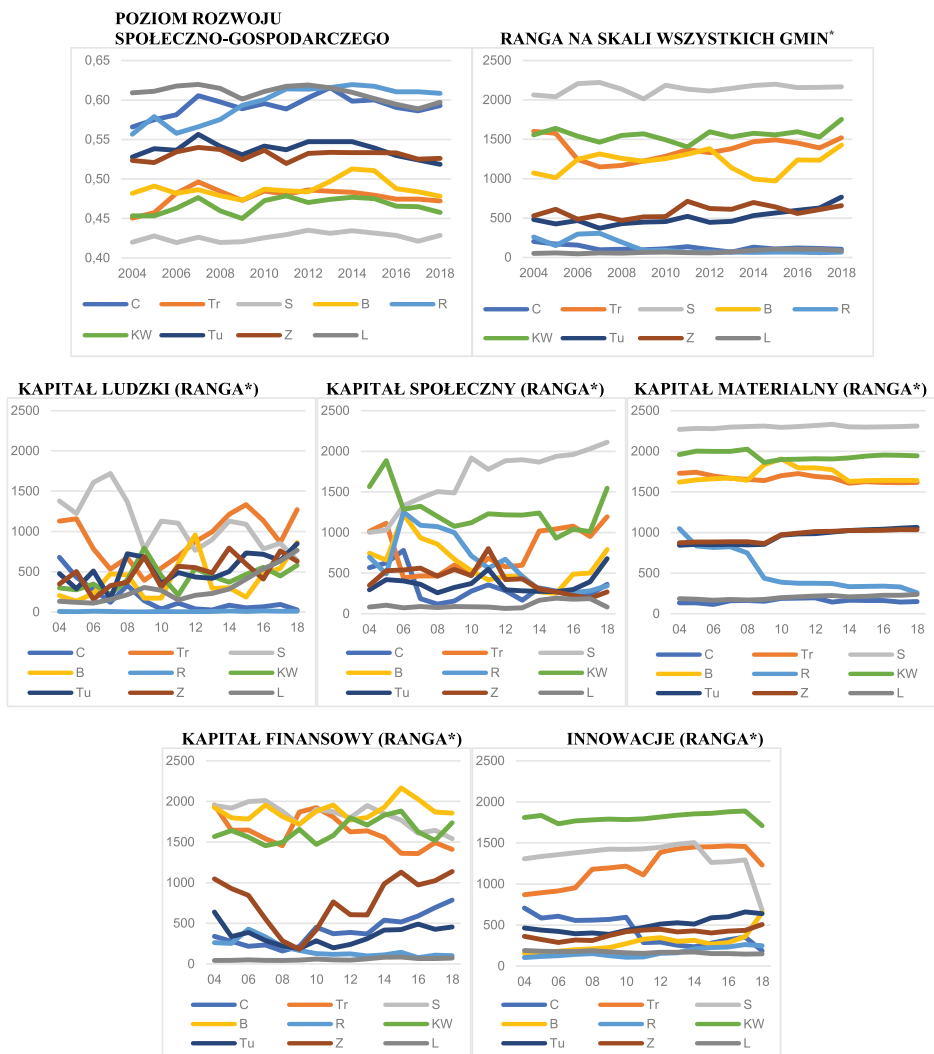 POZIOM ROZWOJU
SPOŁECZNO-GOSPODARCZEGO
0,65
0,60
0,55
0,50
0,45
0,40
2004 2006 2008 2010 2012 2014 2016 2018
C Tr S B R
KW Tu Z L
RANGA NA SKALI WSZYSTKICH GMIN*
2500
2000
1500
1000
500
0
2004 2006 2008 2010 2012 2014 2016 2018
C Tr S B R
KW Tu Z L
KAPITAŁ LUDZKI (RANGA*)
2500
2000
1500
1000
500
0
04 06 08 10 12 14 16 18
C Tr S
B R KW
Tu Z L
KAPITAŁ SPOŁECZNY (RANGA*)
2500
2000
1500
1000
500
0
04 06 08 10 12 14 16 18
C Tr S
B R KW
Tu Z L
KAPITAŁ MATERIALNY (RANGA*)
2500
2000
1500
1000
500
0
04 06 08 10 12 14 16 18
C Tr S
B R KW
Tu Z L
KAPITAŁ FINANSOWY (RANGA*)
2500
2000
1500
1000
500
0
04 06 08 10 12 14 16 18
C Tr S
B R KW
Tu Z L
INNOWACJE (RANGA*)
2500
2000
1500
1000
500
0
04 06 08 10 12 14 16 18
C Tr S
B R KW
Tu Z L